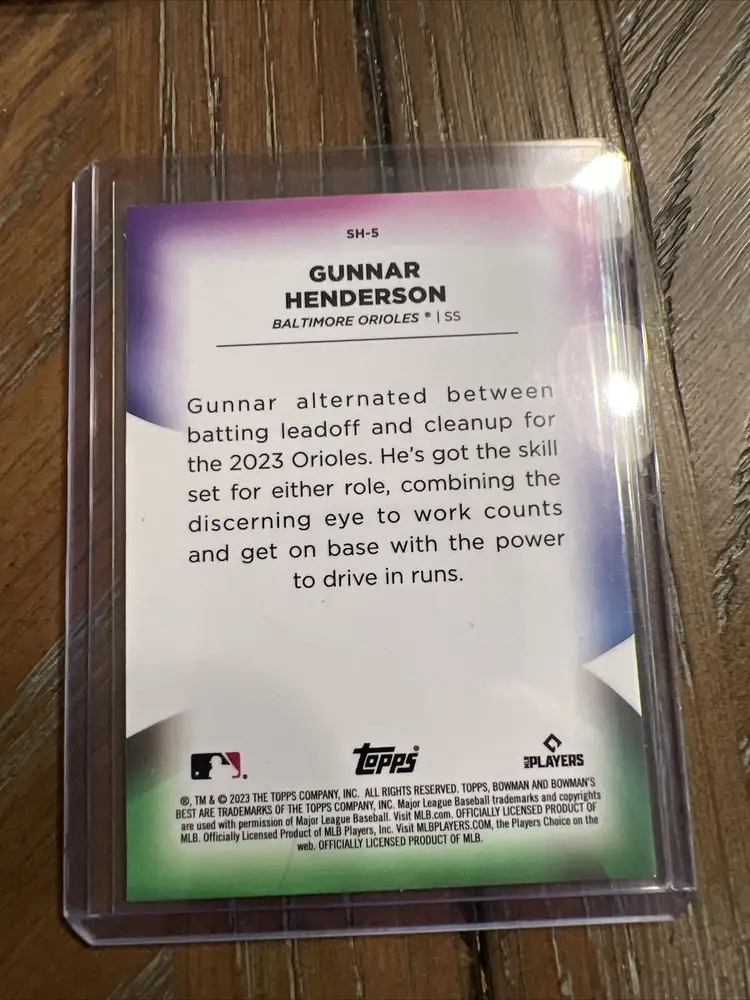 SH-5
GUNNAR
HENDERSON
BALTIMORE ORIOLES ® | SS
Gunnar alternated between
batting leadoff and cleanup for
the 2023 Orioles. He's got the skill
set for either role, combining the
discerning eye to work counts
and get on base with the power
to drive in runs.
topps®
MLB PLAYERS
®, TM & © 2023 THE TOPPS COMPANY, INC. ALL RIGHTS RESERVED. TOPPS, BOWMAN AND BOWMAN'S
BEST ARE TRADEMARKS OF THE TOPPS COMPANY, INC. Major League Baseball trademarks and copyrights
are used with permission of Major League Baseball. Visit MLB.com. OFFICIALLY LICENSED PRODUCT OF
MLB. Officially Licensed Product of MLB Players, Inc. Visit MLBPLAYERS.COM, the Players Choice on the
web. OFFICIALLY LICENSED PRODUCT OF MLB.